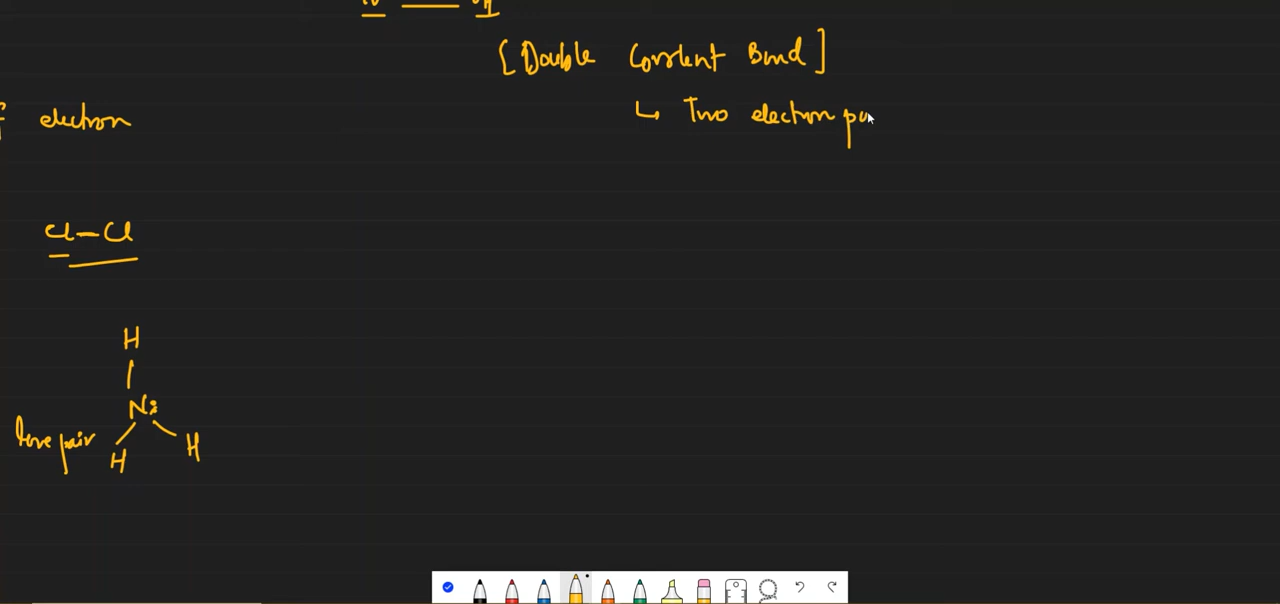 [Double Covalent Bond]
↳ Two electron pa
electron
Cl-Cl
H
N:
lone pair
H
H